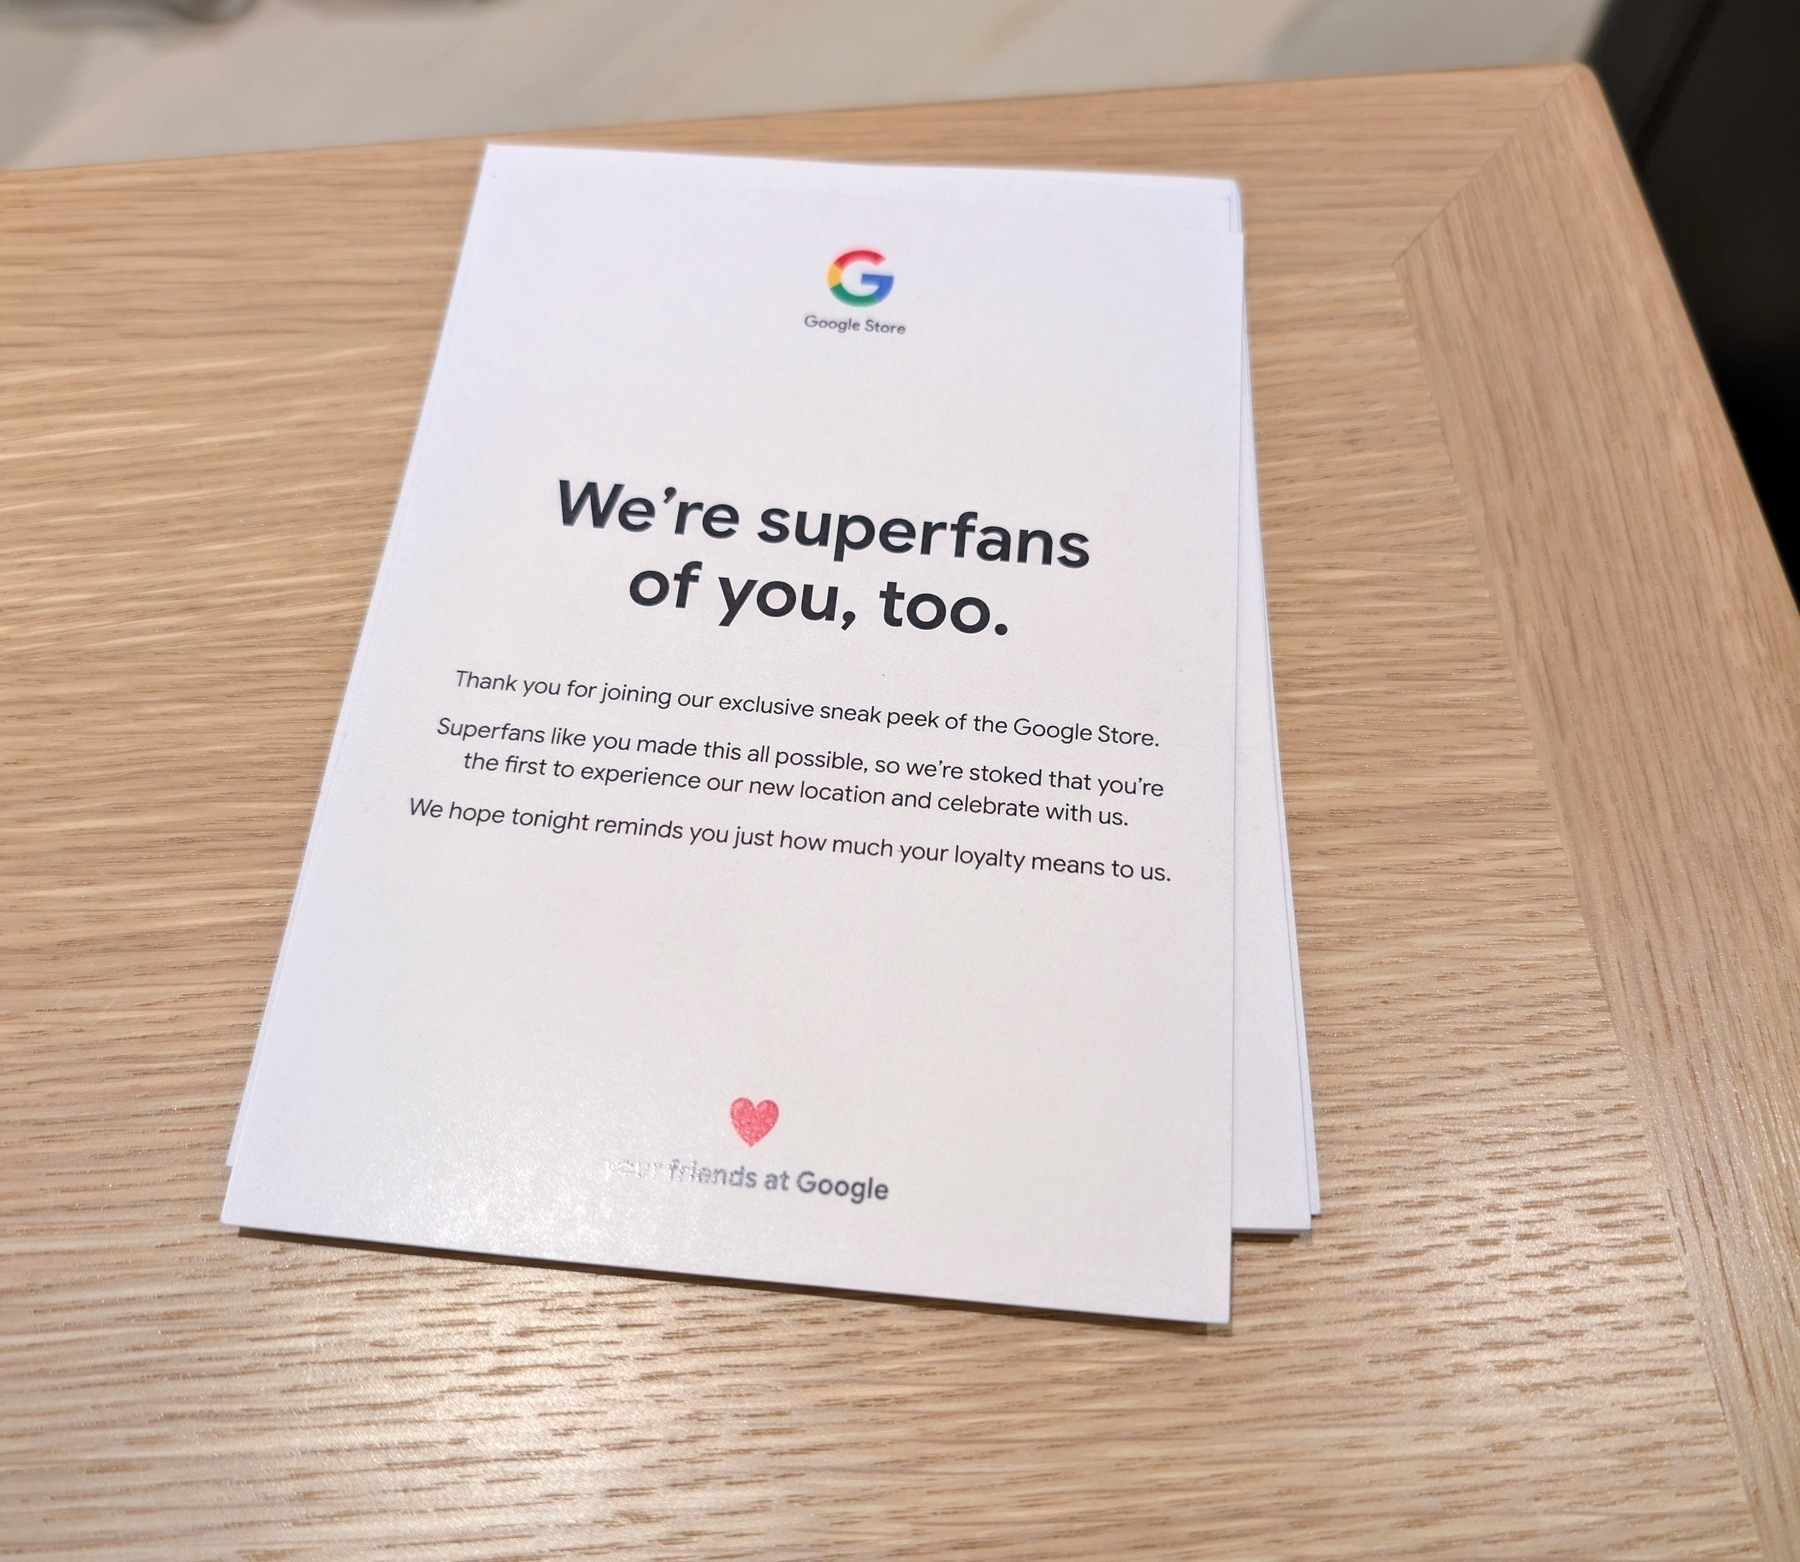 Google Store
We're superfans
of you, too.
Thank you for joining our exclusive sneak peek of the Google Store.
Superfans like you made this all possible, so we're stoked that you're
the first to experience our new location and celebrate with us.
We hope tonight reminds you just how much your loyalty means to us.
your friends at Google